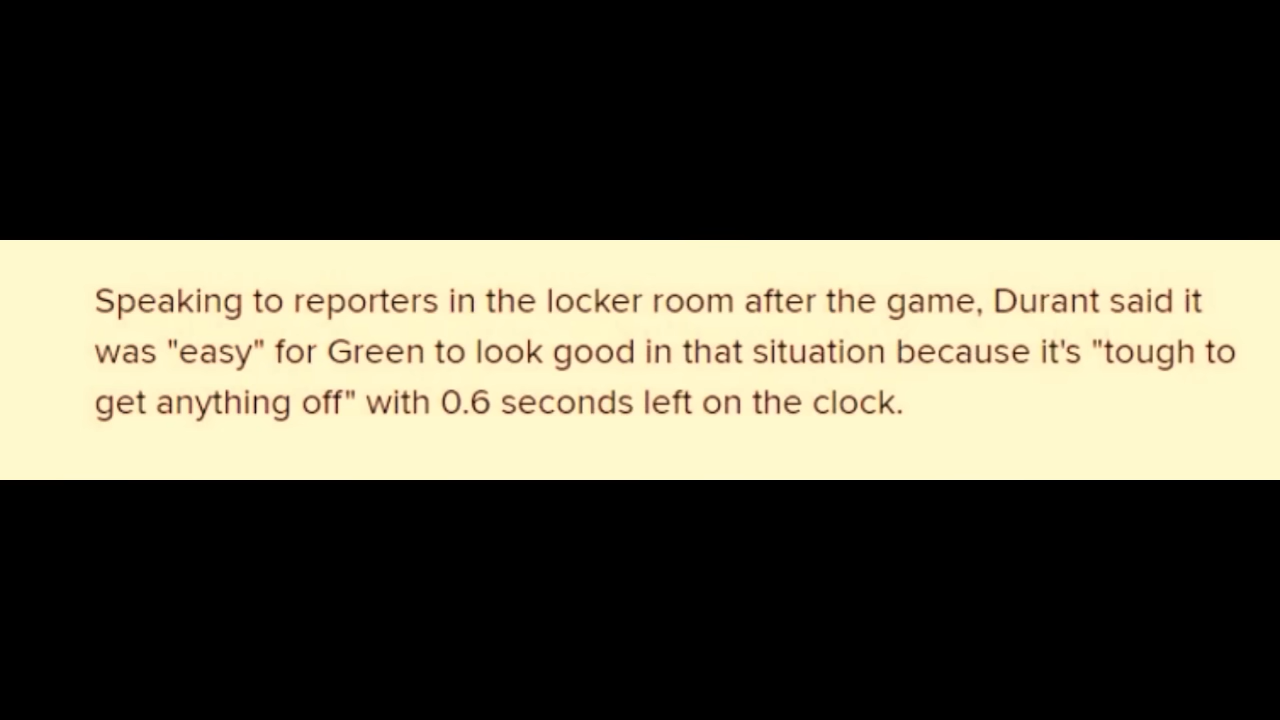 Speaking to reporters in the locker room after the game, Durant said it
was "easy" for Green to look good in that situation because it's "tough to
get anything off" with 0.6 seconds left on the clock.